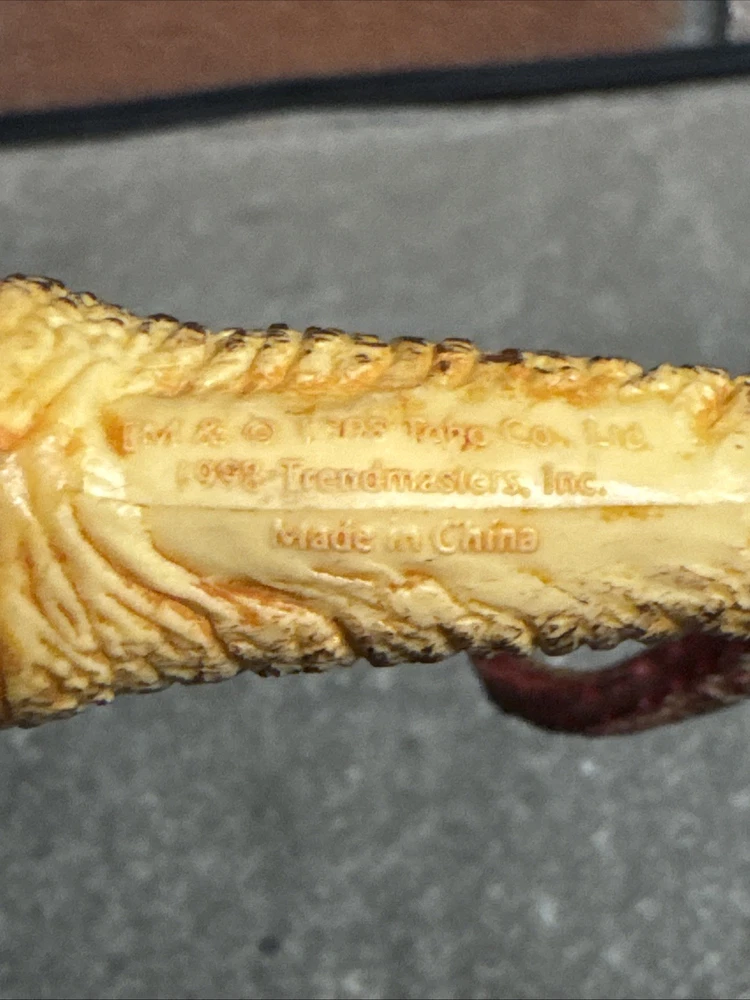 TM & © 1998 Toho Co., Ltd.
1998 Trendmasters, Inc.
Made in China